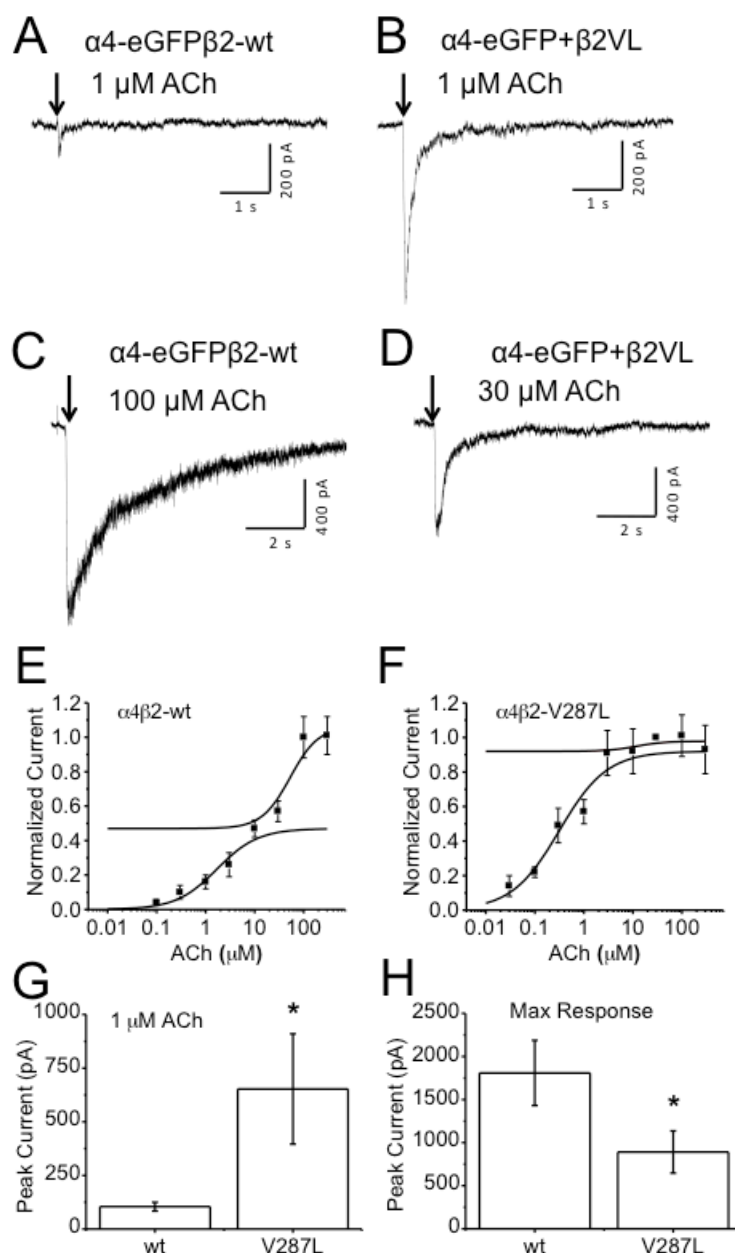 A
α4-eGFPβ2-wt
1 μM ACh
200 pA
1 s
B
α4-eGFP+β2VL
1 μM ACh
200 pA
1 s
C
α4-eGFPβ2-wt
100 μM ACh
400 pA
2 s
D
α4-eGFP+β2VL
30 μM ACh
400 pA
2 s
E
α4β2-wt
Normalized Current
1.2
1.0
0.8
0.6
0.4
0.2
0.0
0.01 0.1 1 10 100
ACh (μM)
F
α4β2-V287L
Normalized Current
1.2
1.0
0.8
0.6
0.4
0.2
0.0
0.01 0.1 1 10 100
ACh (μM)
G
1 μM ACh
*
Peak Current (pA)
1000
750
500
250
0
wt V287L
H
Max Response
*
Peak Current (pA)
2500
2000
1500
1000
500
0
wt V287L